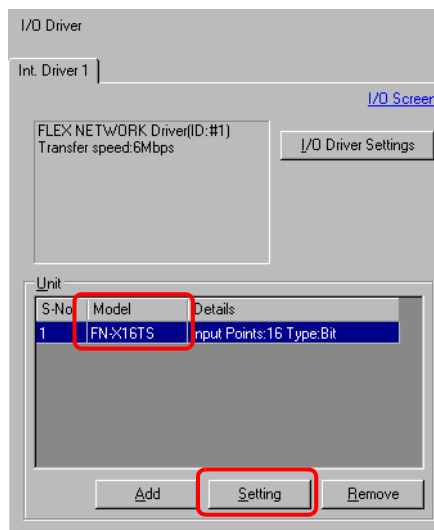 I/O Driver
Int. Driver 1
I/O Screen
FLEX NETWORK Driver(ID:#1)
Transfer speed:6Mbps
I/O Driver Settings
Unit
S-No Model Details
1 FN-X16TS Input Points:16 Type:Bit
Add Setting Remove